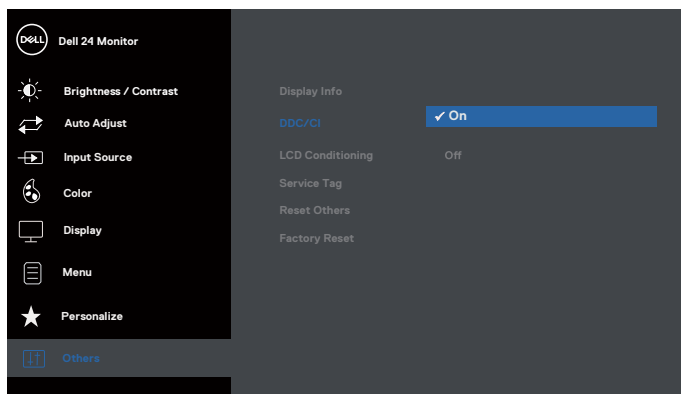 DELL Dell 24 Monitor
Brightness / Contrast
Auto Adjust
Input Source
Color
Display
Menu
Personalize
Others
Display Info
DDC/CI
✓ On
LCD Conditioning
Off
Service Tag
Reset Others
Factory Reset